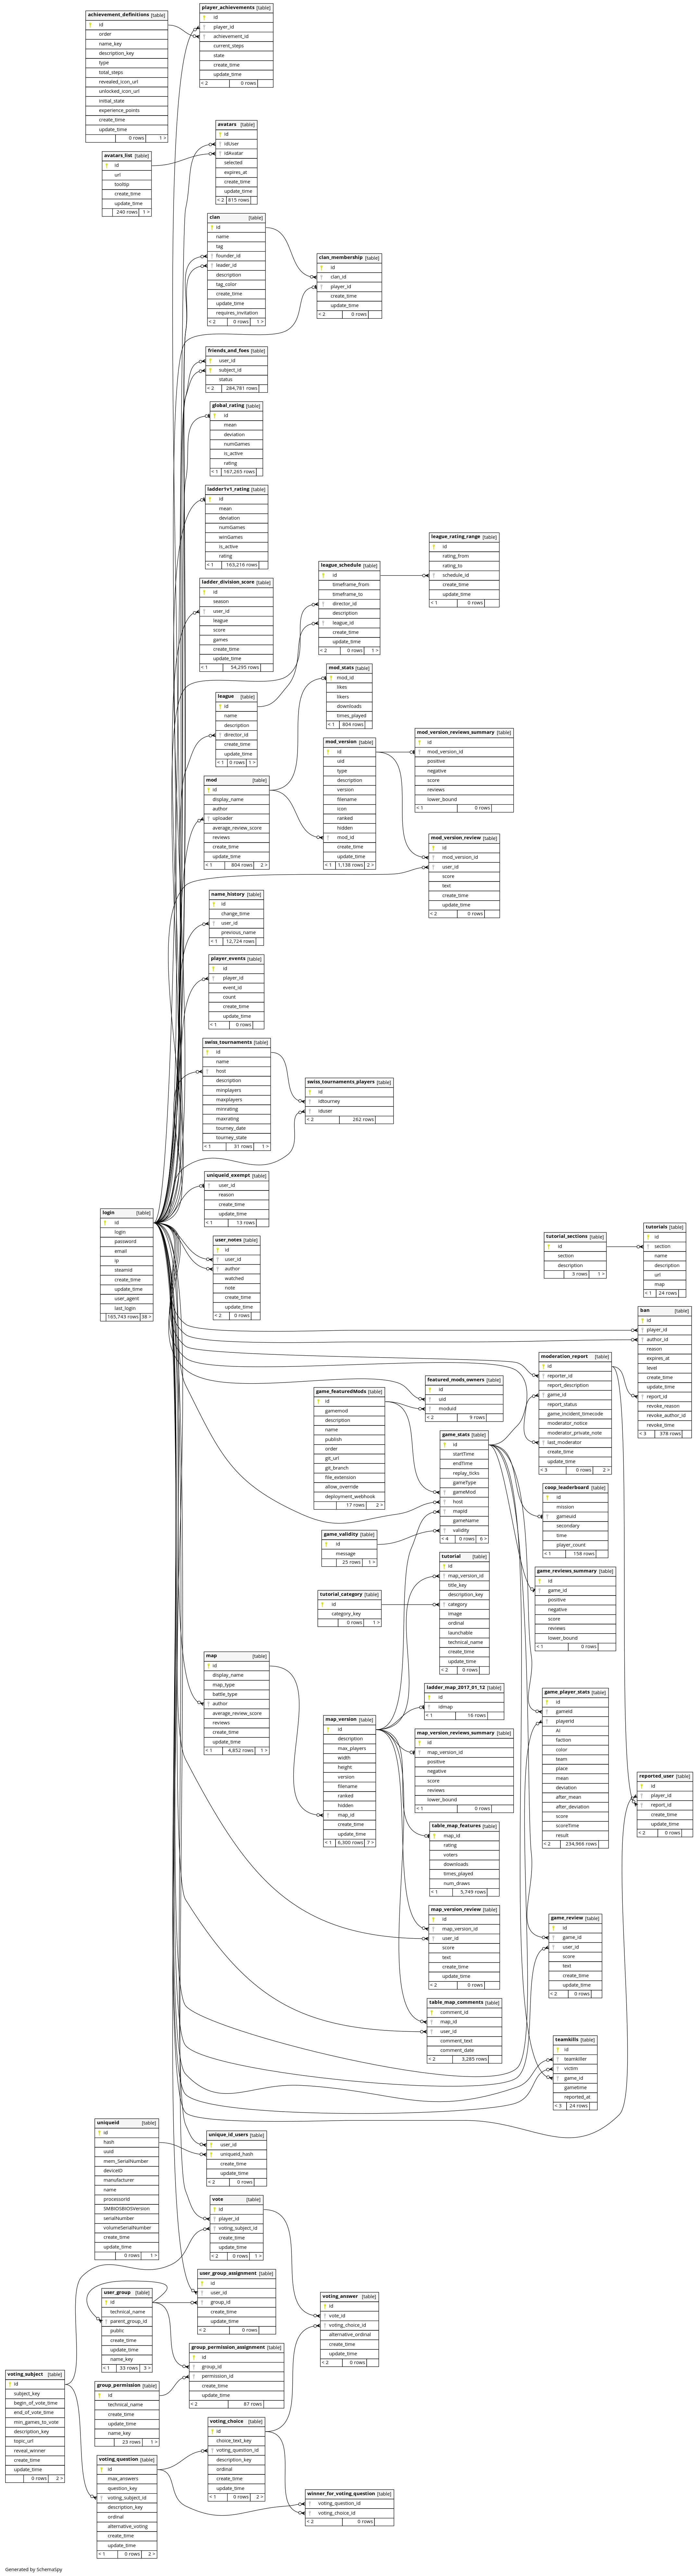 achievement_definitions [table]
id
order
name_key
description_key
type
total_steps
revealed_icon_url
unlocked_icon_url
initial_state
experience_points
create_time
update_time
0 rows 1 >
player_achievements [table]
id
player_id
achievement_id
current_steps
state
create_time
update_time
< 2 0 rows
avatars_list [table]
id
url
tooltip
create_time
update_time
240 rows 1 >
avatars [table]
id
idUser
idAvatar
selected
expires_at
create_time
update_time
< 2 815 rows
clan [table]
id
name
tag
founder_id
leader_id
description
tag_color
create_time
update_time
requires_invitation
< 2 0 rows 1 >
clan_membership [table]
id
clan_id
player_id
create_time
update_time
< 2 0 rows
friends_and_foes [table]
user_id
subject_id
status
< 2 284,781 rows
global_rating [table]
id
mean
deviation
numGames
is_active
rating
< 1 167,265 rows
ladder1v1_rating [table]
id
mean
deviation
numGames
winGames
is_active
rating
< 1 163,216 rows
ladder_division_score [table]
id
season
user_id
league
score
games
create_time
update_time
< 1 54,295 rows
league_schedule [table]
id
timeframe_from
timeframe_to
director_id
description
league_id
create_time
update_time
< 2 0 rows 1 >
league_rating_range [table]
id
rating_from
rating_to
schedule_id
create_time
update_time
< 1 0 rows
league [table]
id
name
description
director_id
create_time
update_time
< 1 0 rows 1 >
mod_stats [table]
mod_id
likes
likers
downloads
times_played
< 1 804 rows
mod [table]
id
display_name
author
uploader
average_review_score
reviews
create_time
update_time
< 1 804 rows 2 >
mod_version [table]
id
uid
type
description
version
filename
icon
ranked
hidden
mod_id
create_time
update_time
< 1 1,138 rows 2 >
mod_version_reviews_summary [table]
id
mod_version_id
positive
negative
score
reviews
lower_bound
< 1 0 rows
mod_version_review [table]
id
mod_version_id
user_id
score
text
create_time
update_time
< 2 0 rows
name_history [table]
id
change_time
user_id
previous_name
< 1 12,724 rows
player_events [table]
id
player_id
event_id
count
create_time
update_time
< 1 0 rows
swiss_tournaments [table]
id
name
host
description
minplayers
maxplayers
minrating
maxrating
tourney_date
tourney_state
< 1 31 rows 1 >
swiss_tournaments_players [table]
id
idtourney
iduser
< 2 262 rows
uniqueid_exempt [table]
user_id
reason
create_time
update_time
< 1 13 rows
login [table]
id
login
password
email
ip
steamid
create_time
update_time
user_agent
last_login
165,743 rows 38 >
user_notes [table]
id
user_id
author
watched
note
create_time
update_time
< 2 0 rows
tutorial_sections [table]
id
section
description
3 rows 1 >
tutorials [table]
id
section
name
description
url
map
< 1 24 rows
ban [table]
id
player_id
author_id
reason
expires_at
level
create_time
update_time
report_id
revoke_reason
revoke_author_id
revoke_time
< 3 378 rows
moderation_report [table]
id
reporter_id
report_description
game_id
report_status
game_incident_timecode
moderator_notice
moderator_private_note
last_moderator
create_time
update_time
< 3 0 rows 2 >
game_featuredMods [table]
id
gamemod
description
name
publish
order
git_url
git_branch
file_extension
allow_override
deployment_webhook
17 rows 2 >
featured_mods_owners [table]
id
uid
moduid
< 2 9 rows
game_stats [table]
id
startTime
endTime
replay_ticks
gameType
gameMod
host
mapId
gameName
validity
< 4 0 rows 6 >
coop_leaderboard [table]
id
mission
gameuid
secondary
time
player_count
< 1 158 rows
game_validity [table]
id
message
25 rows 1 >
tutorial [table]
id
map_version_id
title_key
description_key
category
image
ordinal
launchable
technical_name
create_time
update_time
< 2 0 rows
game_reviews_summary [table]
id
game_id
positive
negative
score
reviews
lower_bound
< 1 0 rows
tutorial_category [table]
id
category_key
0 rows 1 >
map [table]
id
display_name
map_type
battle_type
author
average_review_score
reviews
create_time
update_time
< 1 4,852 rows 1 >
ladder_map_2017_01_12 [table]
id
idmap
< 1 16 rows
game_player_stats [table]
id
gameId
playerId
AI
faction
color
team
place
mean
deviation
after_mean
after_deviation
score
scoreTime
result
< 2 234,966 rows
map_version [table]
id
description
max_players
width
height
version
filename
ranked
hidden
map_id
create_time
update_time
< 1 6,300 rows 7 >
map_version_reviews_summary [table]
id
map_version_id
positive
negative
score
reviews
lower_bound
< 1 0 rows
reported_user [table]
id
player_id
report_id
create_time
update_time
< 2 0 rows
table_map_features [table]
map_id
rating
voters
downloads
times_played
num_draws
< 1 5,749 rows
map_version_review [table]
id
map_version_id
user_id
score
text
create_time
update_time
< 2 0 rows
game_review [table]
id
game_id
user_id
score
text
create_time
update_time
< 2 0 rows
table_map_comments [table]
comment_id
map_id
user_id
comment_text
comment_date
< 2 3,285 rows
teamkills [table]
id
teamkiller
victim
game_id
gametime
reported_at
< 3 24 rows
uniqueid [table]
id
hash
uuid
mem_SerialNumber
deviceID
manufacturer
name
processorId
SMBIOSBIOSVersion
serialNumber
volumeSerialNumber
create_time
update_time
0 rows 1 >
unique_id_users [table]
user_id
uniqueid_hash
create_time
update_time
< 2 0 rows
vote [table]
id
player_id
voting_subject_id
create_time
update_time
< 2 0 rows 1 >
user_group_assignment [table]
id
user_id
group_id
create_time
update_time
< 2 0 rows
user_group [table]
id
technical_name
parent_group_id
public
create_time
update_time
name_key
< 1 33 rows 3 >
voting_answer [table]
id
vote_id
voting_choice_id
alternative_ordinal
create_time
update_time
< 2 0 rows
group_permission_assignment [table]
id
group_id
permission_id
create_time
update_time
< 2 87 rows
voting_subject [table]
id
subject_key
begin_of_vote_time
end_of_vote_time
min_games_to_vote
description_key
topic_url
reveal_winner
create_time
update_time
0 rows 2 >
group_permission [table]
id
technical_name
create_time
update_time
name_key
23 rows 1 >
voting_choice [table]
id
choice_text_key
voting_question_id
description_key
ordinal
create_time
update_time
< 1 0 rows 2 >
voting_question [table]
id
max_answers
question_key
voting_subject_id
description_key
ordinal
alternative_voting
create_time
update_time
< 1 0 rows 2 >
winner_for_voting_question [table]
voting_question_id
voting_choice_id
< 2 0 rows
Generated by SchemaSpy